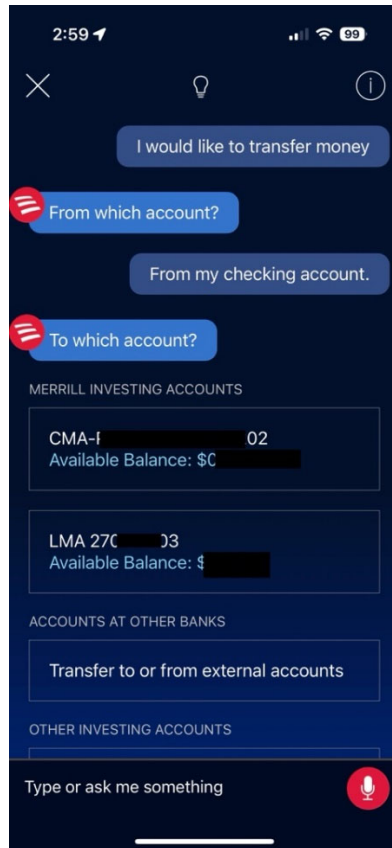 2:59
99
I would like to transfer money
From which account?
From my checking account.
To which account?
MERRILL INVESTING ACCOUNTS
CMA- 02
Available Balance: $0
LMA 270 03
Available Balance: $
ACCOUNTS AT OTHER BANKS
Transfer to or from external accounts
OTHER INVESTING ACCOUNTS
Type or ask me something